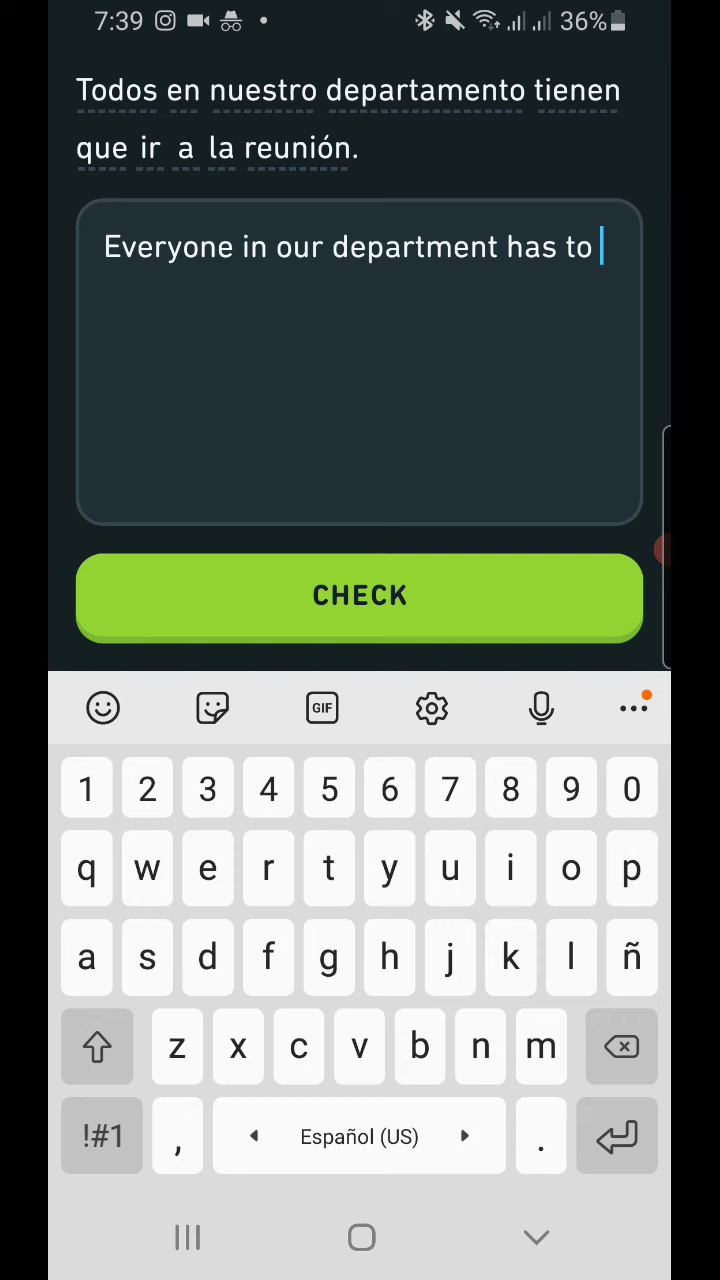 7:39 36%
Todos en nuestro departamento tienen
que ir a la reunión.
Everyone in our department has to
CHECK
GIF
1 2 3 4 5 6 7 8 9 0
q w e r t y u i o p
a s d f g h j k l ñ
z x c v b n m
!#1 , Español (US) .